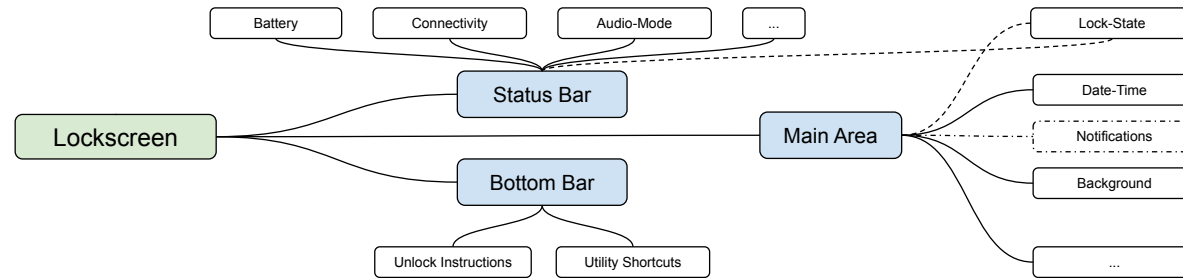 Battery
Connectivity
Audio-Mode
...
Lock-State
Status Bar
Date-Time
Lockscreen
Main Area
Notifications
Bottom Bar
Background
Unlock Instructions
Utility Shortcuts
...